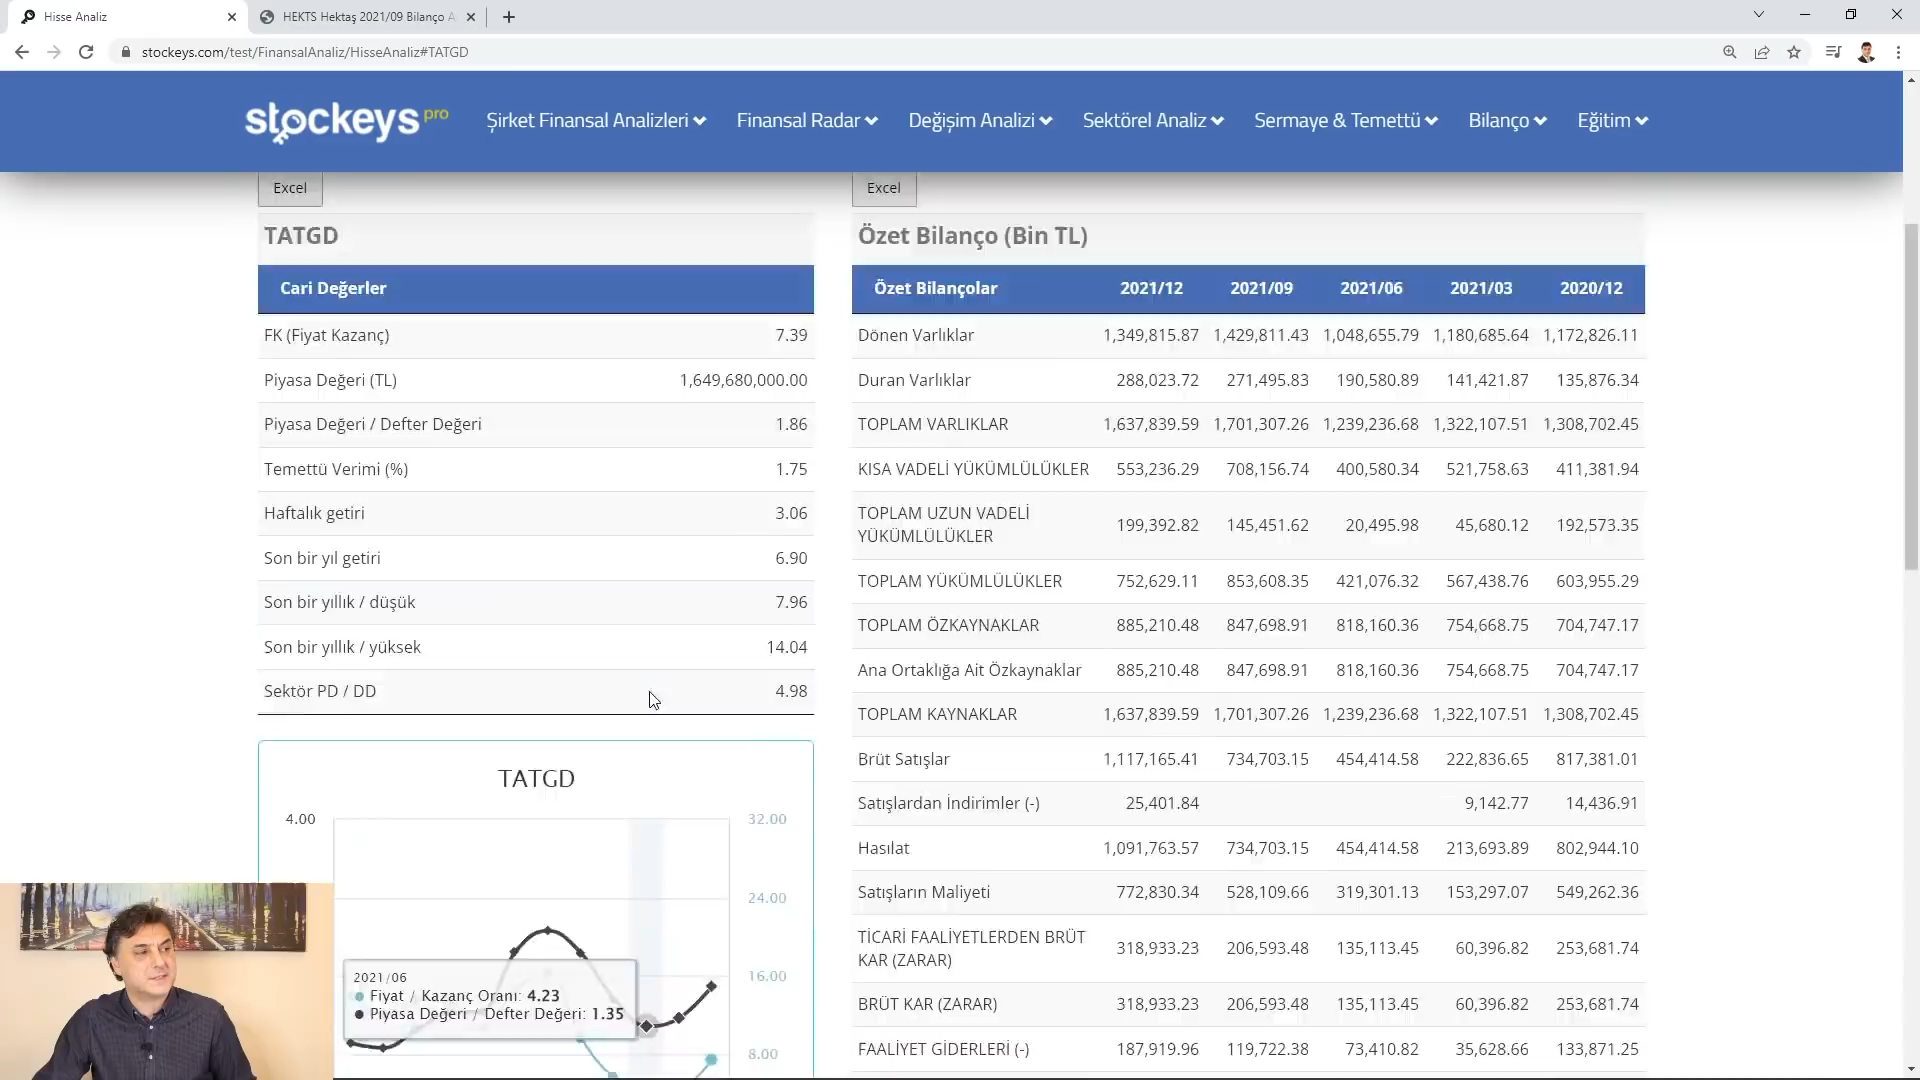 Hisse Analiz
HEKTS Hektaş 2021/09 Bilanço A
stockeys.com/test/FinansalAnaliz/HisseAnaliz#TATGD
stockeys pro
Şirket Finansal Analizleri
Finansal Radar
Değişim Analizi
Sektörel Analiz
Sermaye & Temettü
Bilanço
Eğitim
Excel
TATGD
Cari Değerler
FK (Fiyat Kazanç) 7.39
Piyasa Değeri (TL) 1,649,680,000.00
Piyasa Değeri / Defter Değeri 1.86
Temettü Verimi (%) 1.75
Haftalık getiri 3.06
Son bir yıl getiri 6.90
Son bir yıllık / düşük 7.96
Son bir yıllık / yüksek 14.04
Sektör PD / DD 4.98
TATGD
4.00 32.00
24.00
16.00
8.00
2021/06
Fiyat / Kazanç Oranı: 4.23
Piyasa Değeri / Defter Değeri: 1.35
Excel
Özet Bilanço (Bin TL)
Özet Bilançolar 2021/12 2021/09 2021/06 2021/03 2020/12
Dönen Varlıklar 1,349,815.87 1,429,811.43 1,048,655.79 1,180,685.64 1,172,826.11
Duran Varlıklar 288,023.72 271,495.83 190,580.89 141,421.87 135,876.34
TOPLAM VARLIKLAR 1,637,839.59 1,701,307.26 1,239,236.68 1,322,107.51 1,308,702.45
KISA VADELİ YÜKÜMLÜLÜKLER 553,236.29 708,156.74 400,580.34 521,758.63 411,381.94
TOPLAM UZUN VADELİ
YÜKÜMLÜLÜKLER 199,392.82 145,451.62 20,495.98 45,680.12 192,573.35
TOPLAM YÜKÜMLÜLÜKLER 752,629.11 853,608.35 421,076.32 567,438.76 603,955.29
TOPLAM ÖZKAYNAKLAR 885,210.48 847,698.91 818,160.36 754,668.75 704,747.17
Ana Ortaklığa Ait Özkaynaklar 885,210.48 847,698.91 818,160.36 754,668.75 704,747.17
TOPLAM KAYNAKLAR 1,637,839.59 1,701,307.26 1,239,236.68 1,322,107.51 1,308,702.45
Brüt Satışlar 1,117,165.41 734,703.15 454,414.58 222,836.65 817,381.01
Satışlardan İndirimler (-) 25,401.84 9,142.77 14,436.91
Hasılat 1,091,763.57 734,703.15 454,414.58 213,693.89 802,944.10
Satışların Maliyeti 772,830.34 528,109.66 319,301.13 153,297.07 549,262.36
TİCARİ FAALİYETLERDEN BRÜT
KAR (ZARAR) 318,933.23 206,593.48 135,113.45 60,396.82 253,681.74
BRÜT KAR (ZARAR) 318,933.23 206,593.48 135,113.45 60,396.82 253,681.74
FAALİYET GİDERLERİ (-) 187,919.96 119,722.38 73,410.82 35,628.66 133,871.25